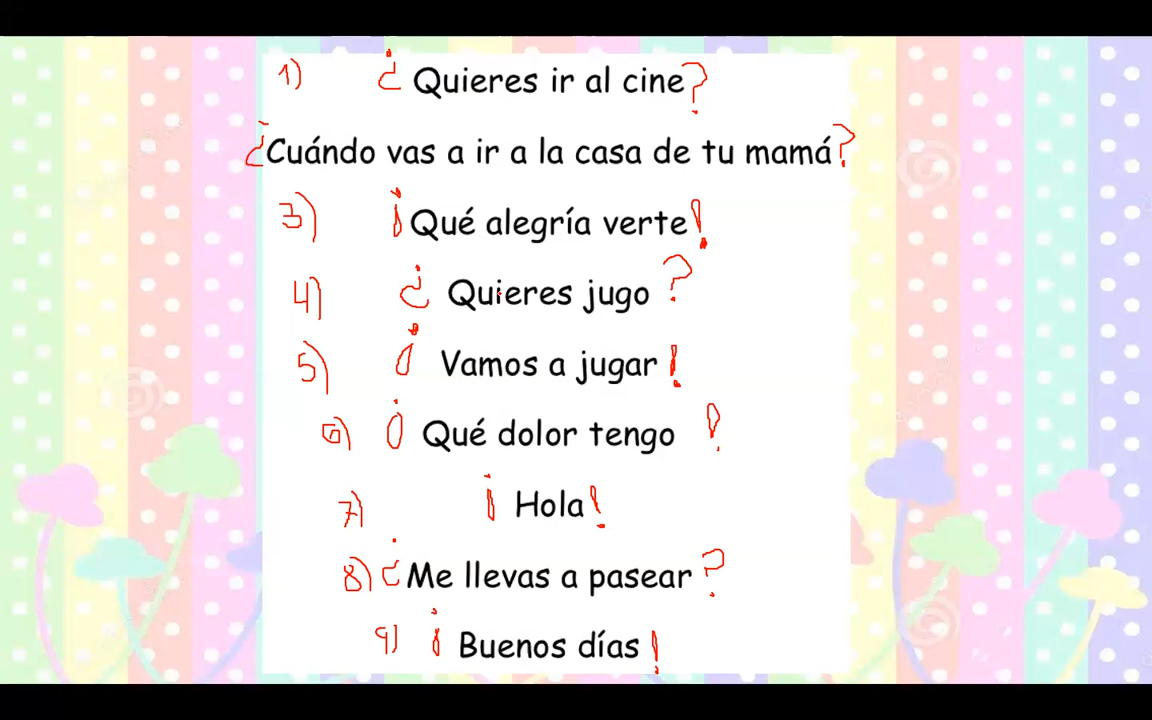 1) ¿Quieres ir al cine?
¿Cuándo vas a ir a la casa de tu mamá?
3) ¡Qué alegría verte!
4) ¿Quieres jugo?
5) ¡Vamos a jugar!
6) ¡Qué dolor tengo!
7) ¡Hola!
8) ¿Me llevas a pasear?
9) ¡Buenos días!